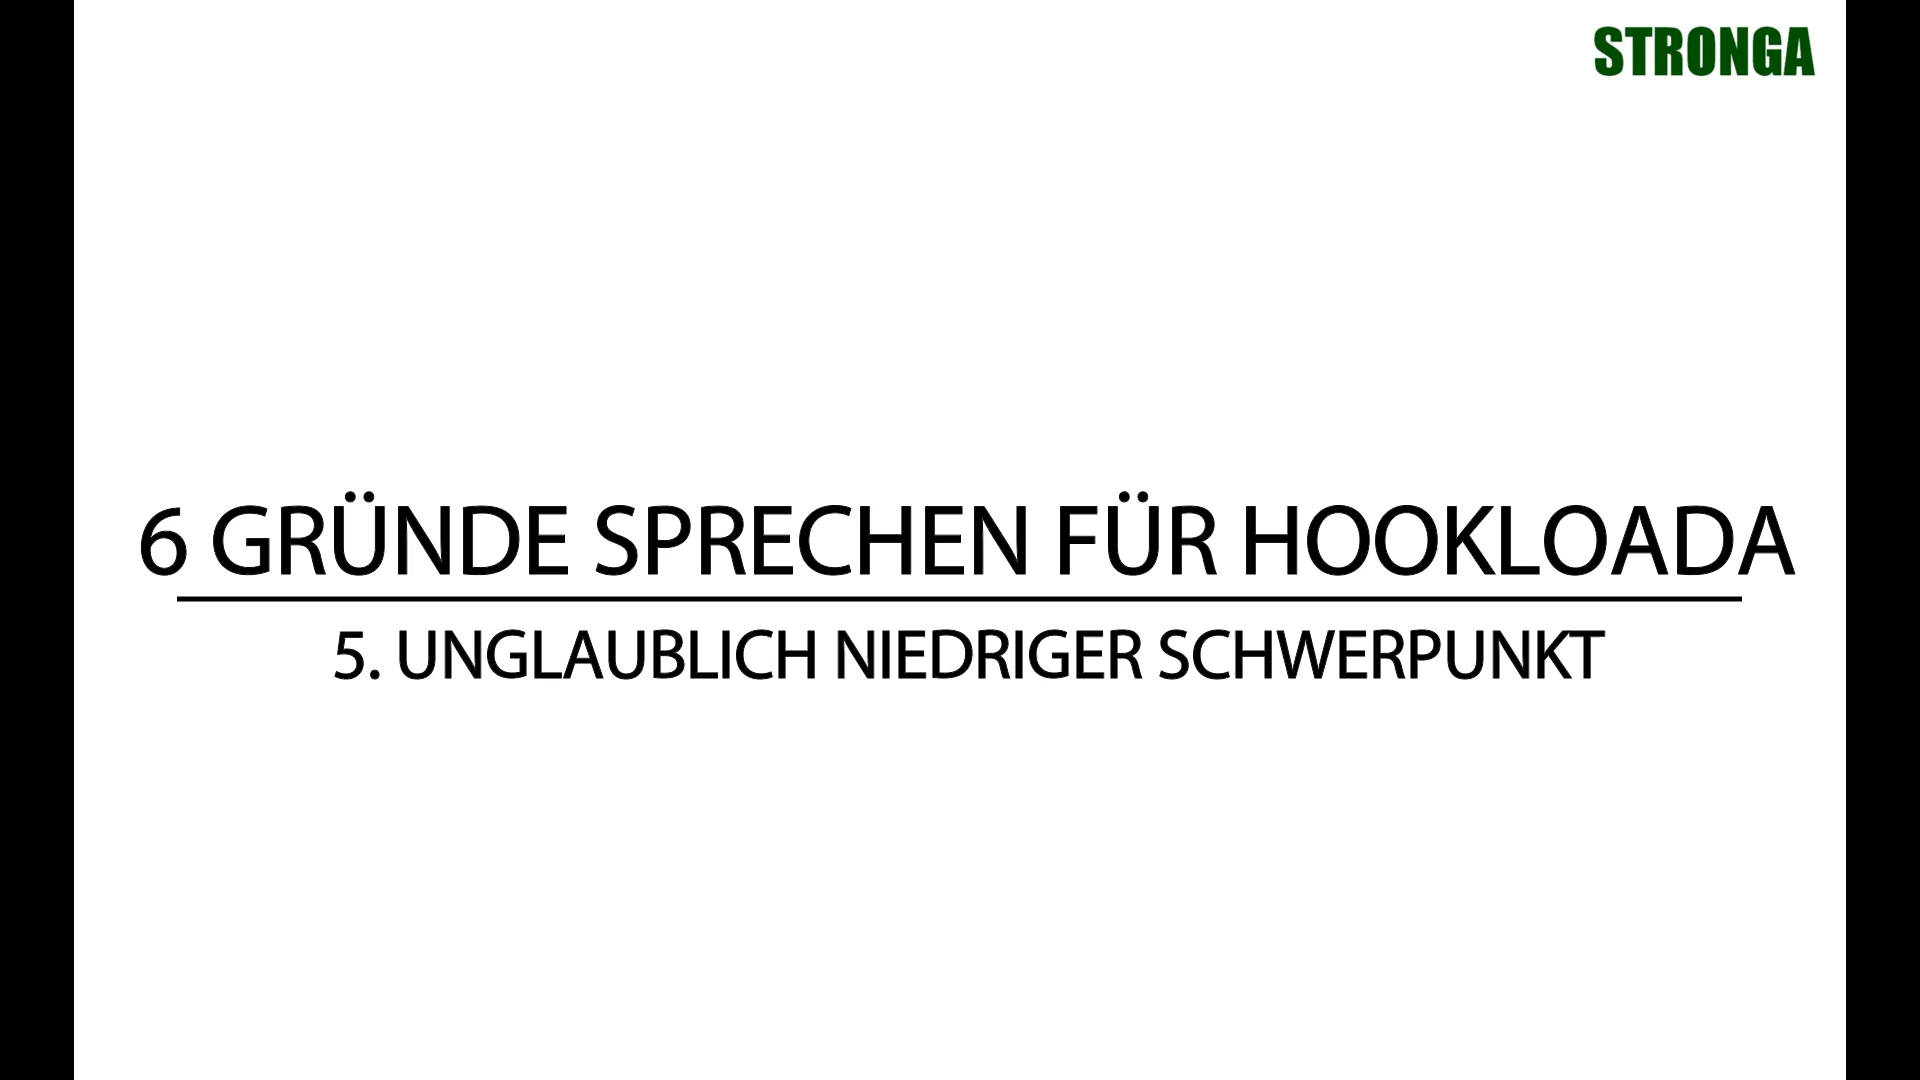 STRONGA
6 GRÜNDE SPRECHEN FÜR HOOKLOADA
5. UNGLAUBLICH NIEDRIGER SCHWERPUNKT